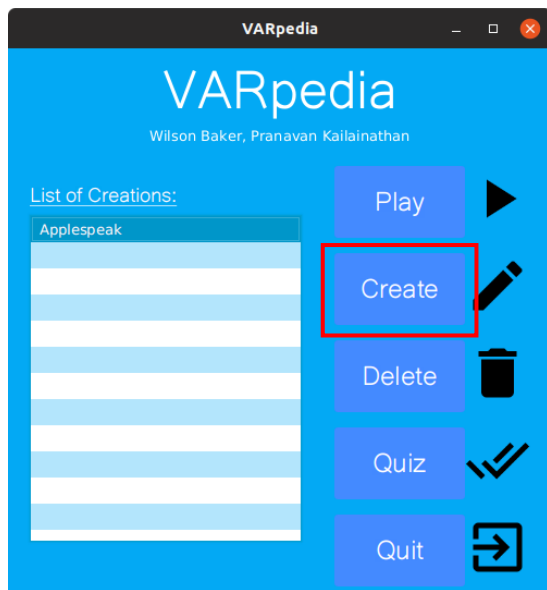 VARpedia
VARpedia
Wilson Baker, Pranavan Kailainathan
List of Creations:
Applespeak
Play
Create
Delete
Quiz
Quit